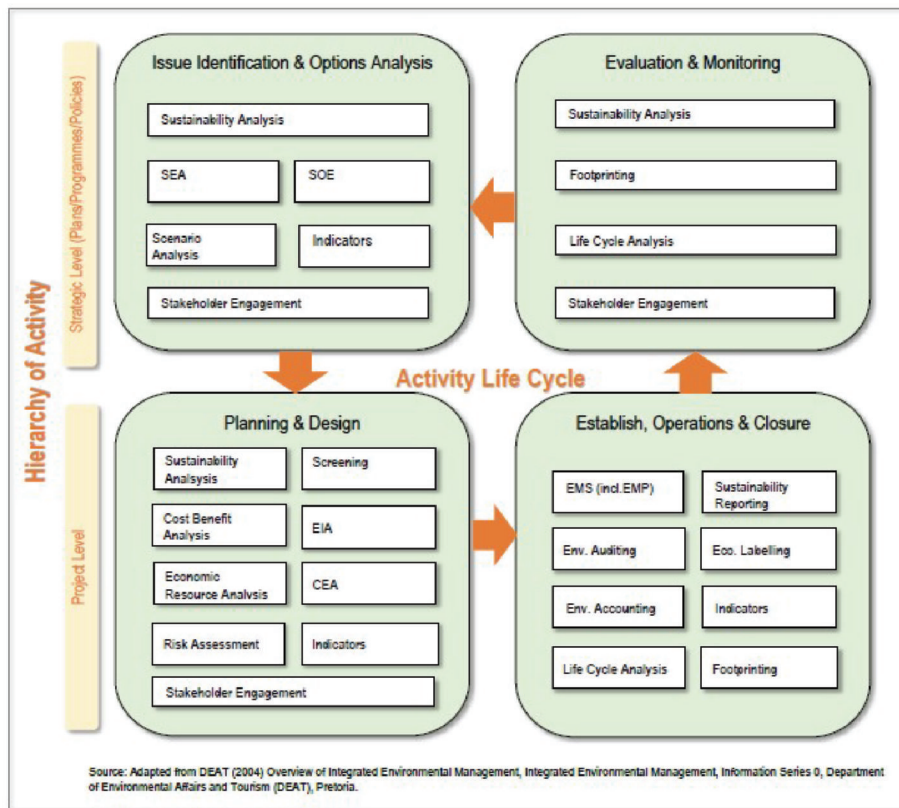 Hierarchy of Activity
Strategic Level (Plans/Programmes/Policies)
Issue Identification & Options Analysis
Sustainability Analysis
SEA
SOE
Scenario
Analysis
Indicators
Stakeholder Engagement
Evaluation & Monitoring
Sustainability Analysis
Footprinting
Life Cycle Analysis
Stakeholder Engagement
Activity Life Cycle
Project Level
Planning & Design
Sustainability
Analsysis
Screening
Cost Benefit
Analysis
EIA
Economic
Resource Analysis
CEA
Risk Assessment
Indicators
Stakeholder Engagement
Establish, Operations & Closure
EMS (incl.EMP)
Sustainability
Reporting
Env. Auditing
Eco. Labelling
Env. Accounting
Indicators
Life Cycle Analysis
Footprinting
Source: Adapted from DEAT (2004) Overview of Integrated Environmental Management, Integrated Environmental Management, Information Series 0, Department
of Environmental Affairs and Tourism (DEAT), Pretoria.